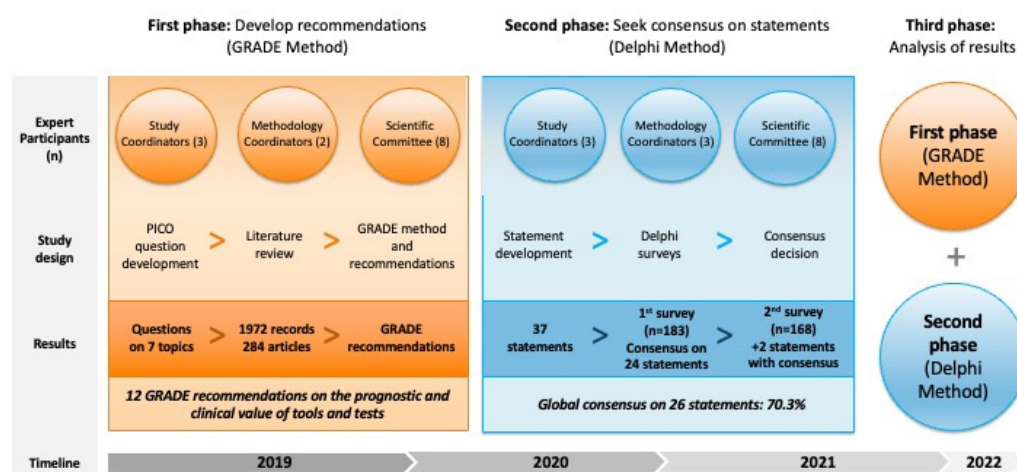 First phase: Develop recommendations
(GRADE Method)
Second phase: Seek consensus on statements
(Delphi Method)
Third phase:
Analysis of results
Expert
Participants
(n)
Study
Coordinators (3)
Methodology
Coordinators (2)
Scientific
Committee (8)
Study
Coordinators (3)
Methodology
Coordinators (3)
Scientific
Committee (8)
First phase
(GRADE
Method)
Study
design
PICO
question
development
>
Literature
review
>
GRADE method
and
recommendations
Statement
development
>
Delphi
surveys
>
Consensus
decision
+
Results
Questions
on 7 topics
>
1972 records
284 articles
>
GRADE
recommendations
37
statements
>
1st survey
(n=183)
Consensus on
24 statements
>
2nd survey
(n=168)
+2 statements
with consensus
Second
phase
(Delphi
Method)
12 GRADE recommendations on the prognostic and
clinical value of tools and tests
Global consensus on 26 statements: 70.3%
Timeline
2019
2020
2021
2022